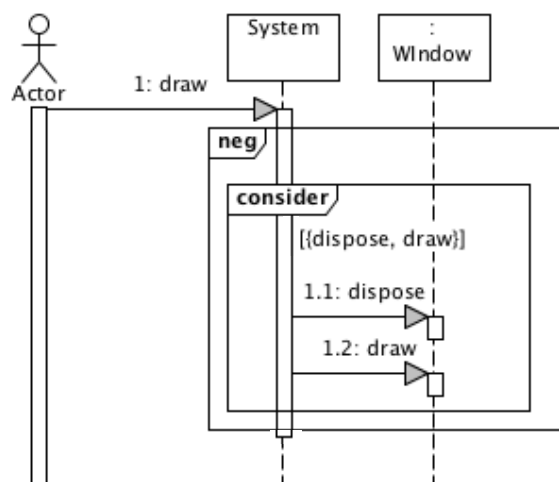 System
:
WIndow
Actor
1: draw
neg
consider
[{dispose, draw}]
1.1: dispose
1.2: draw